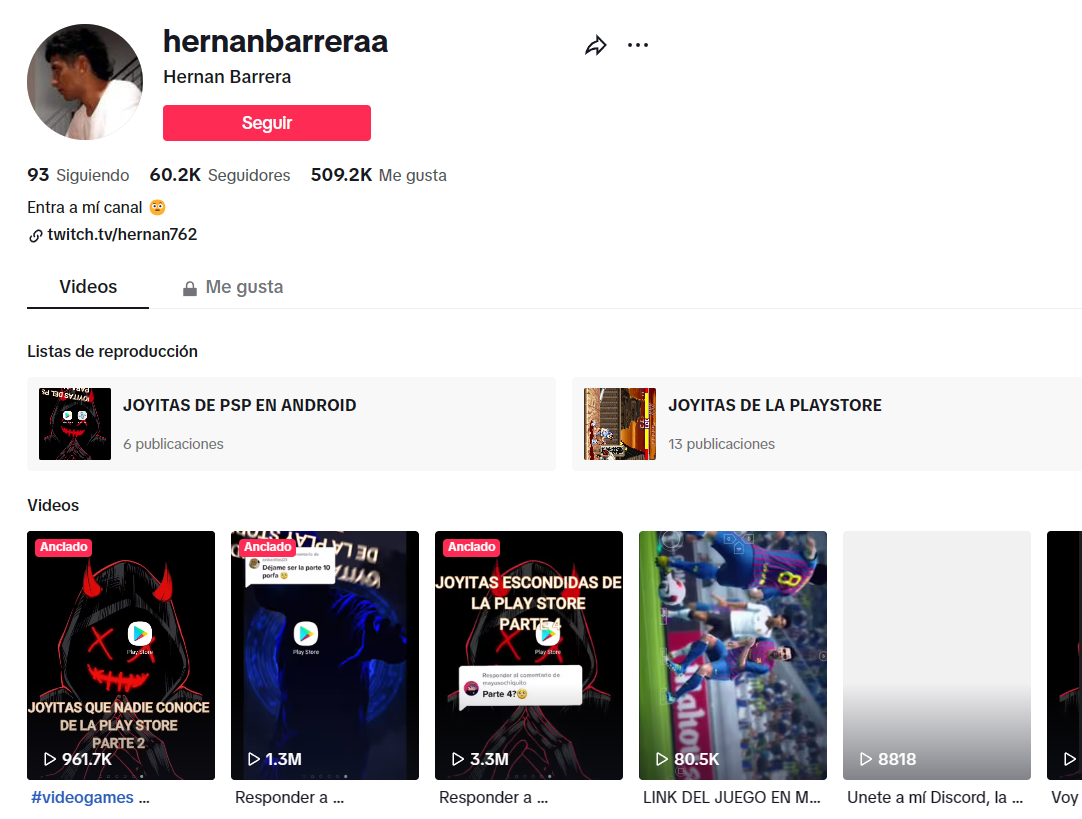 hernanbarreraa
Hernan Barrera
Seguir
93 Siguiendo 60.2K Seguidores 509.2K Me gusta
Entra a mí canal 😳
twitch.tv/hernan762
Videos
Me gusta
Listas de reproducción
JOYITAS DE PSP EN ANDROID
6 publicaciones
JOYITAS DE LA PLAYSTORE
13 publicaciones
Videos
Anclado
Play Store
JOYITAS QUE NADIE CONOCE
DE LA PLAY STORE
PARTE 2
961.7K
#videogames ...
Anclado
Déjame ser la parte 10
porfa
Play Store
1.3M
Responder a ...
Anclado
JOYITAS ESCONDIDAS DE
LA PLAY STORE
PARTE 4
Play Store
Responder al comentario de
mayusochiquito
Parte 4?
3.3M
Responder a ...
8
80.5K
LINK DEL JUEGO EN M...
8818
Unete a mí Discord, la ...
Voy